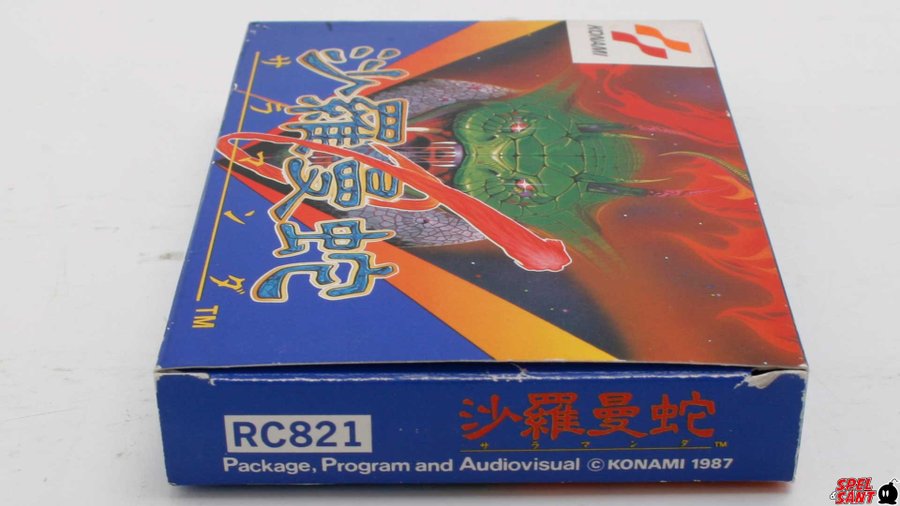 KONAMI
沙羅曼蛇
サラマンダ TM
RC821
沙羅曼蛇
サラマンダ TM
Package, Program and Audiovisual © KONAMI 1987
SPEL
SANT